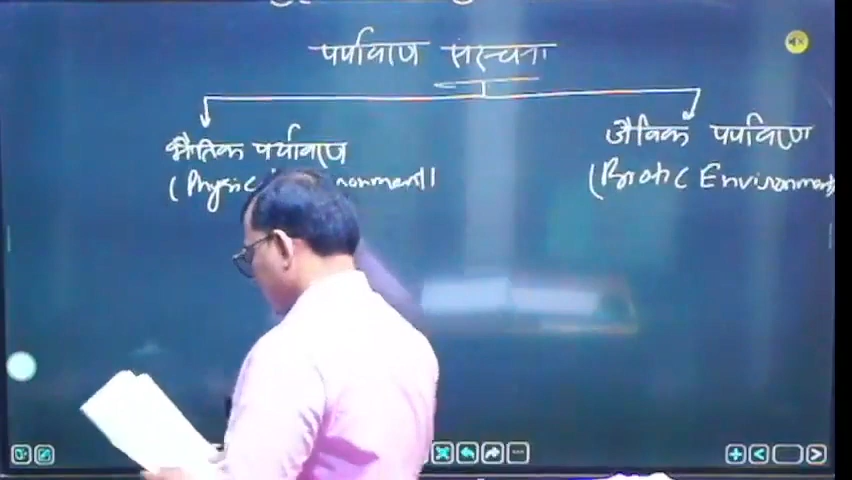 पर्यावरण संरचना
भौतिक पर्यावरण
जैविक पर्यावरण
(Biotic Environment)